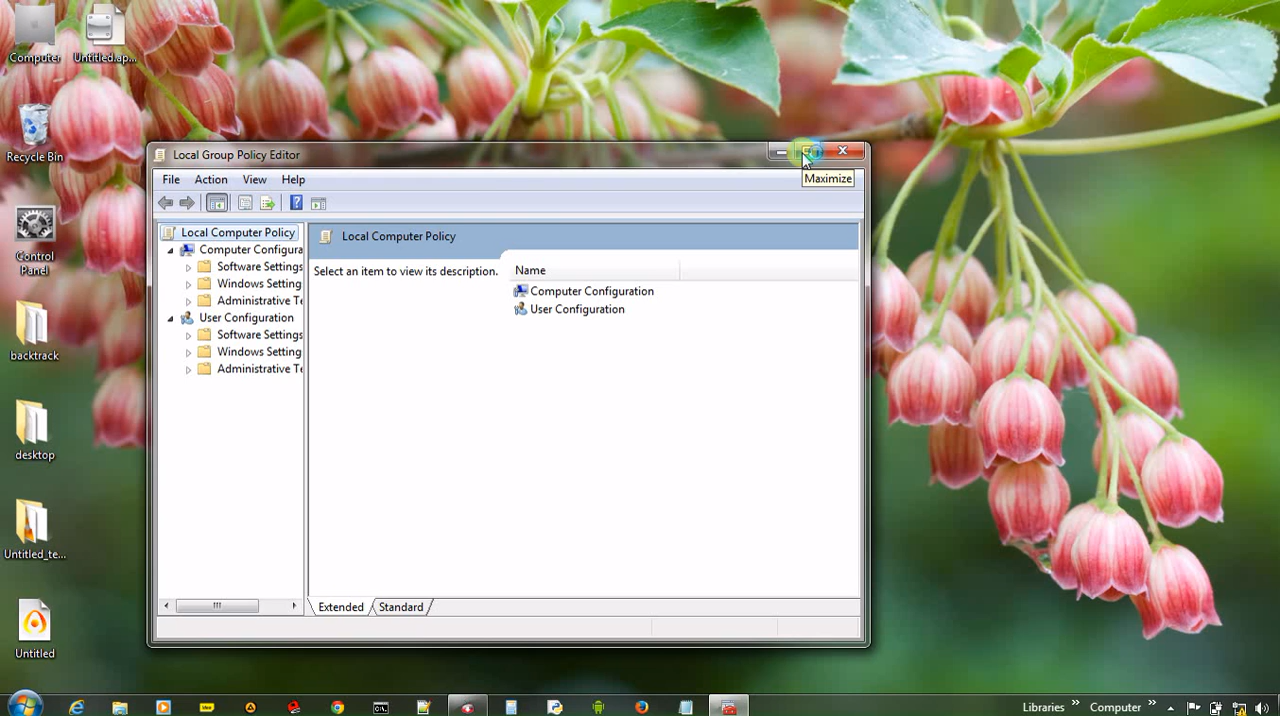 Computer
Untitled.ap...
Recycle Bin
Control
Panel
backtrack
desktop
Untitled_te...
Untitled
Local Group Policy Editor
Maximize
File Action View Help
Local Computer Policy
Computer Configura
Software Settings
Windows Setting
Administrative Te
User Configuration
Software Settings
Windows Setting
Administrative Te
Local Computer Policy
Select an item to view its description.
Name
Computer Configuration
User Configuration
Extended Standard
Libraries » Computer »